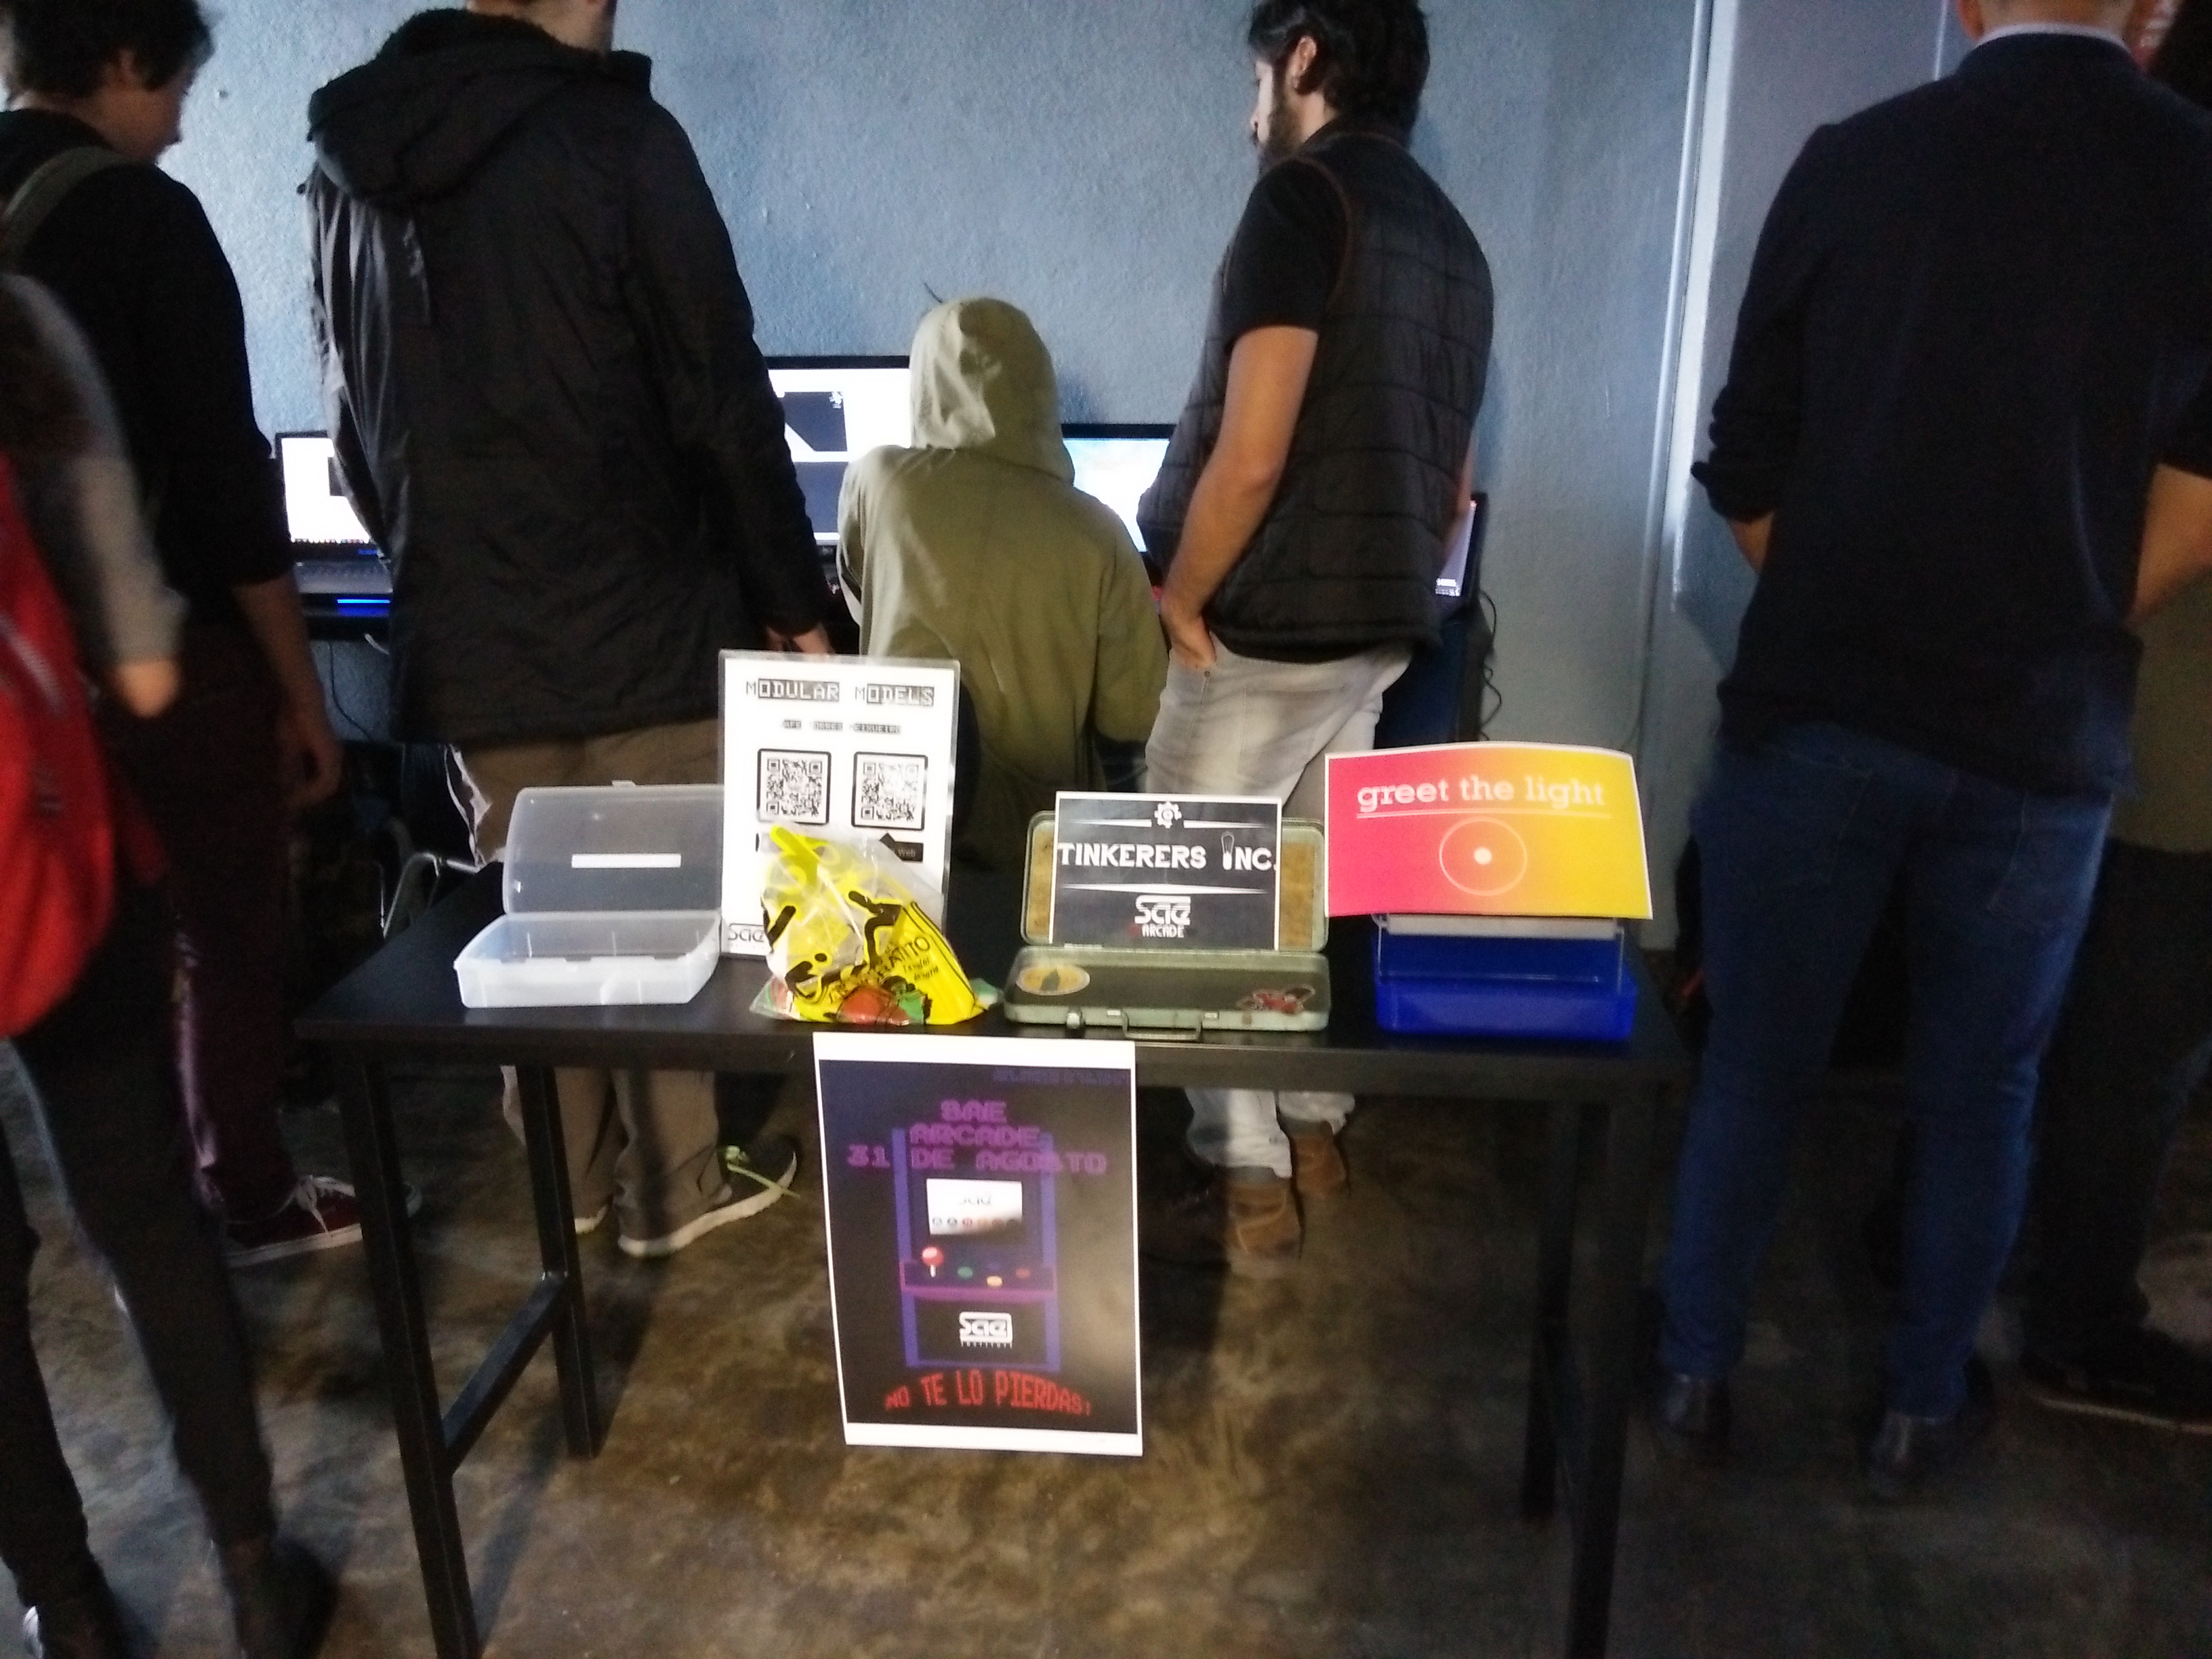 MODULAR MODELS
Web
Sae
TINKERERS INC.
Sae
ARCADE
greet the light
SAE
ARCADE
31 DE AGOSTO
Sae
Sae
INSTITUTE
¡NO TE LO PIERDAS!